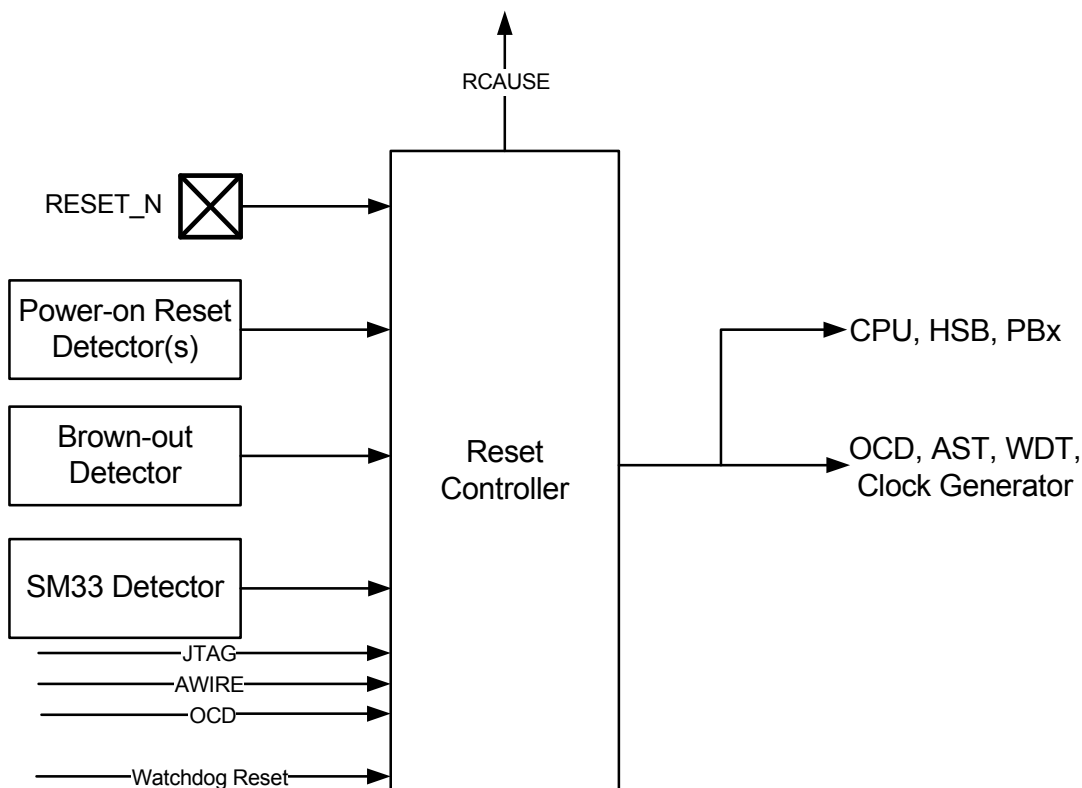 RCAUSE
RESET_N
Power-on Reset
Detector(s)
Brown-out
Detector
SM33 Detector
JTAG
AWIRE
OCD
Watchdog Reset
Reset
Controller
CPU, HSB, PBx
OCD, AST, WDT,
Clock Generator